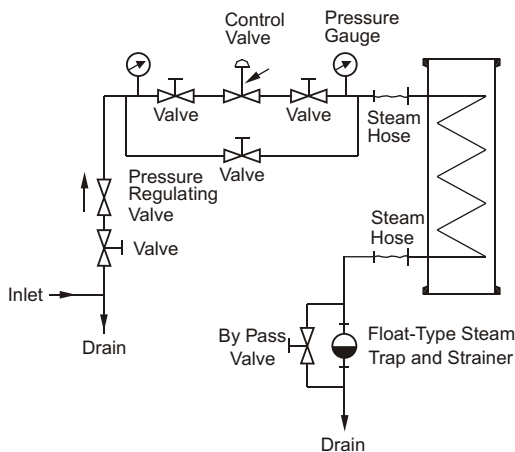 Control
Valve
Pressure
Gauge
Valve
Valve
Steam
Hose
Valve
Pressure
Regulating
Valve
Steam
Hose
Valve
Inlet
Drain
By Pass
Valve
Float-Type Steam
Trap and Strainer
Drain